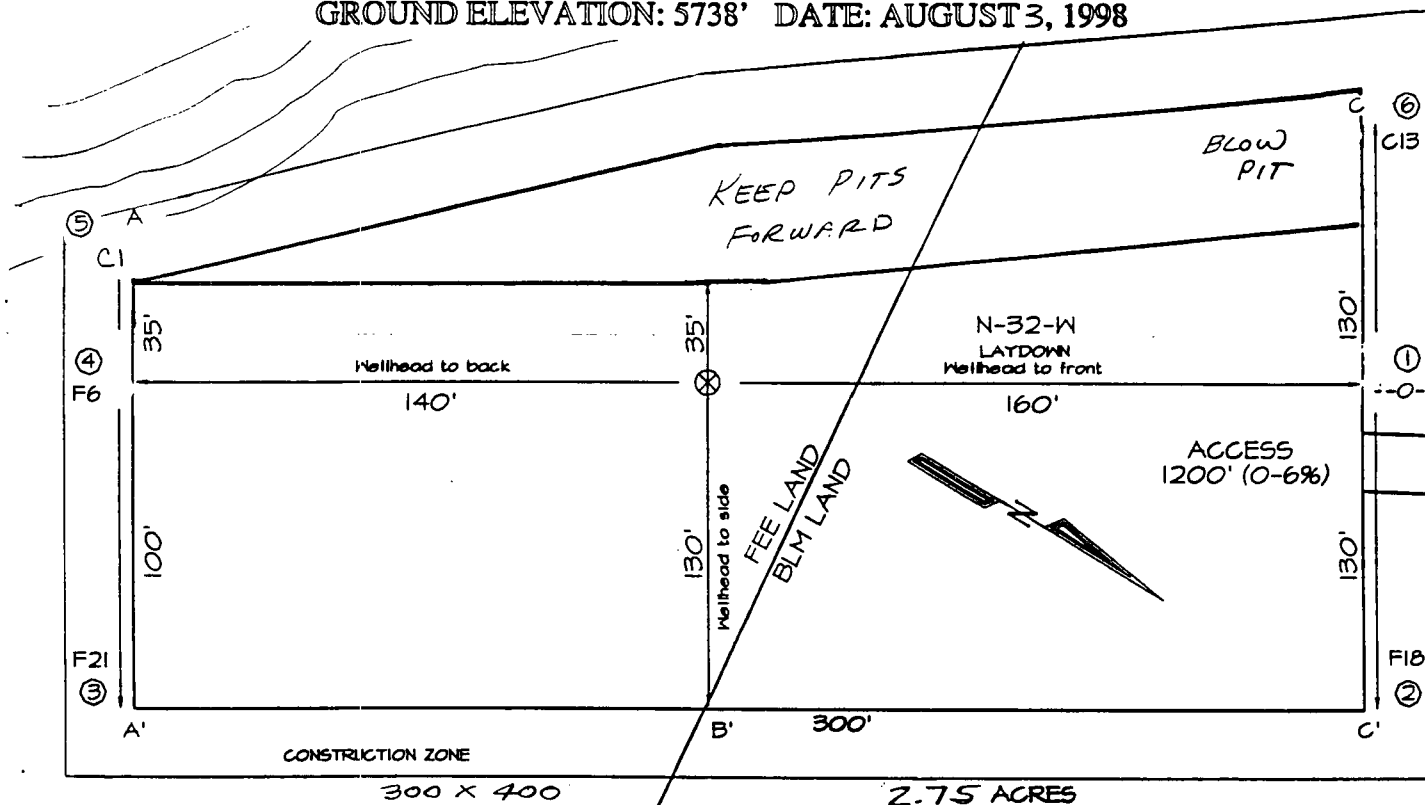 GROUND ELEVATION: 5738' DATE: AUGUST 3, 1998
C ⑥
C13
BLOW
PIT
KEEP PITS
FORWARD
⑤ A
C1
35'
35'
130'
N-32-W
LAYDOWN
Wellhead to front
④
Wellhead to back
①
F6
140'
160'
--0-
ACCESS
1200' (0-6%)
N
FEE LAND
BLM LAND
100'
130'
Wellhead to side
130'
F21
③
F18
②
A'
B'
300'
C'
CONSTRUCTION ZONE
300 X 400
2.75 ACRES